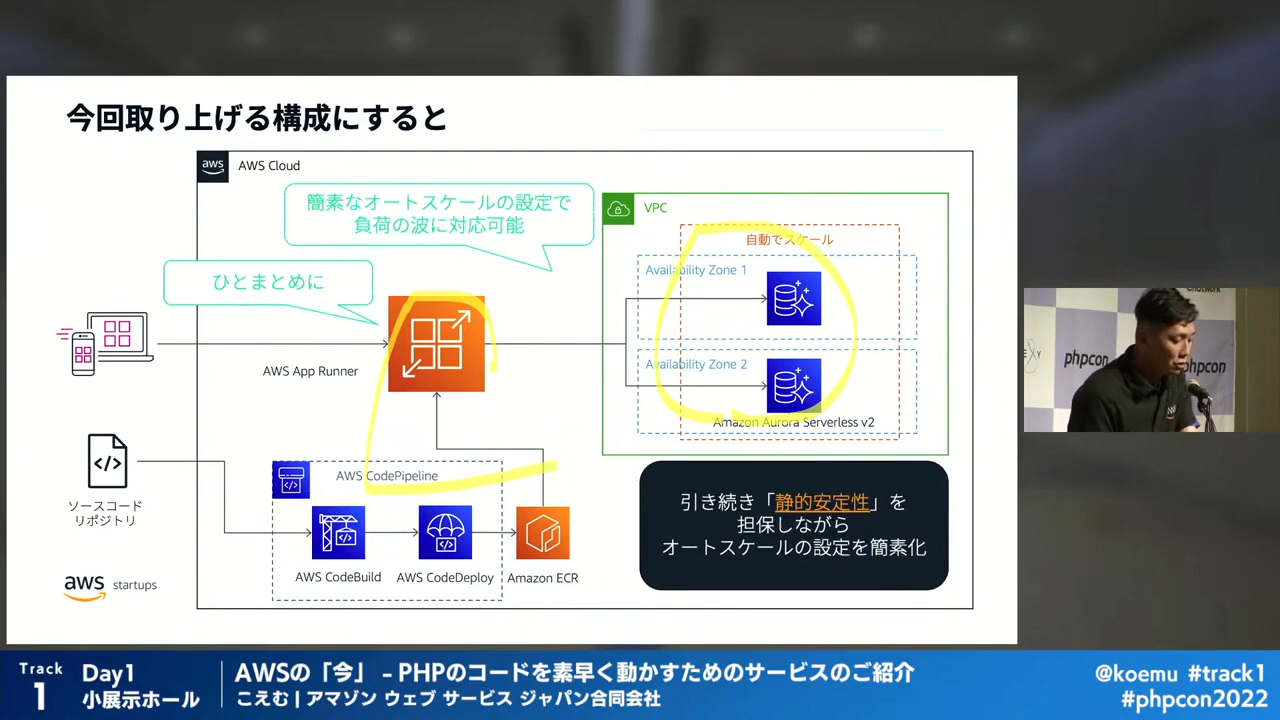 今回取り上げる構成にすると
aws
AWS Cloud
簡素なオートスケールの設定で
負荷の波に対応可能
VPC
自動でスケール
ひとまとめに
Availability Zone 1
AWS App Runner
Availability Zone 2
Amazon Aurora Serverless v2
AWS CodePipeline
ソースコード
リポジトリ
引き続き「静的安定性」を
担保しながら
オートスケールの設定を簡素化
AWS CodeBuild
AWS CodeDeploy
Amazon ECR
aws startups
phpcon
phpcon
Track
1
Day1
小展示ホール
AWSの「今」 – PHPのコードを素早く動かすためのサービスのご紹介
こえむ | アマゾン ウェブ サービス ジャパン合同会社
@koemu #track1
#phpcon2022